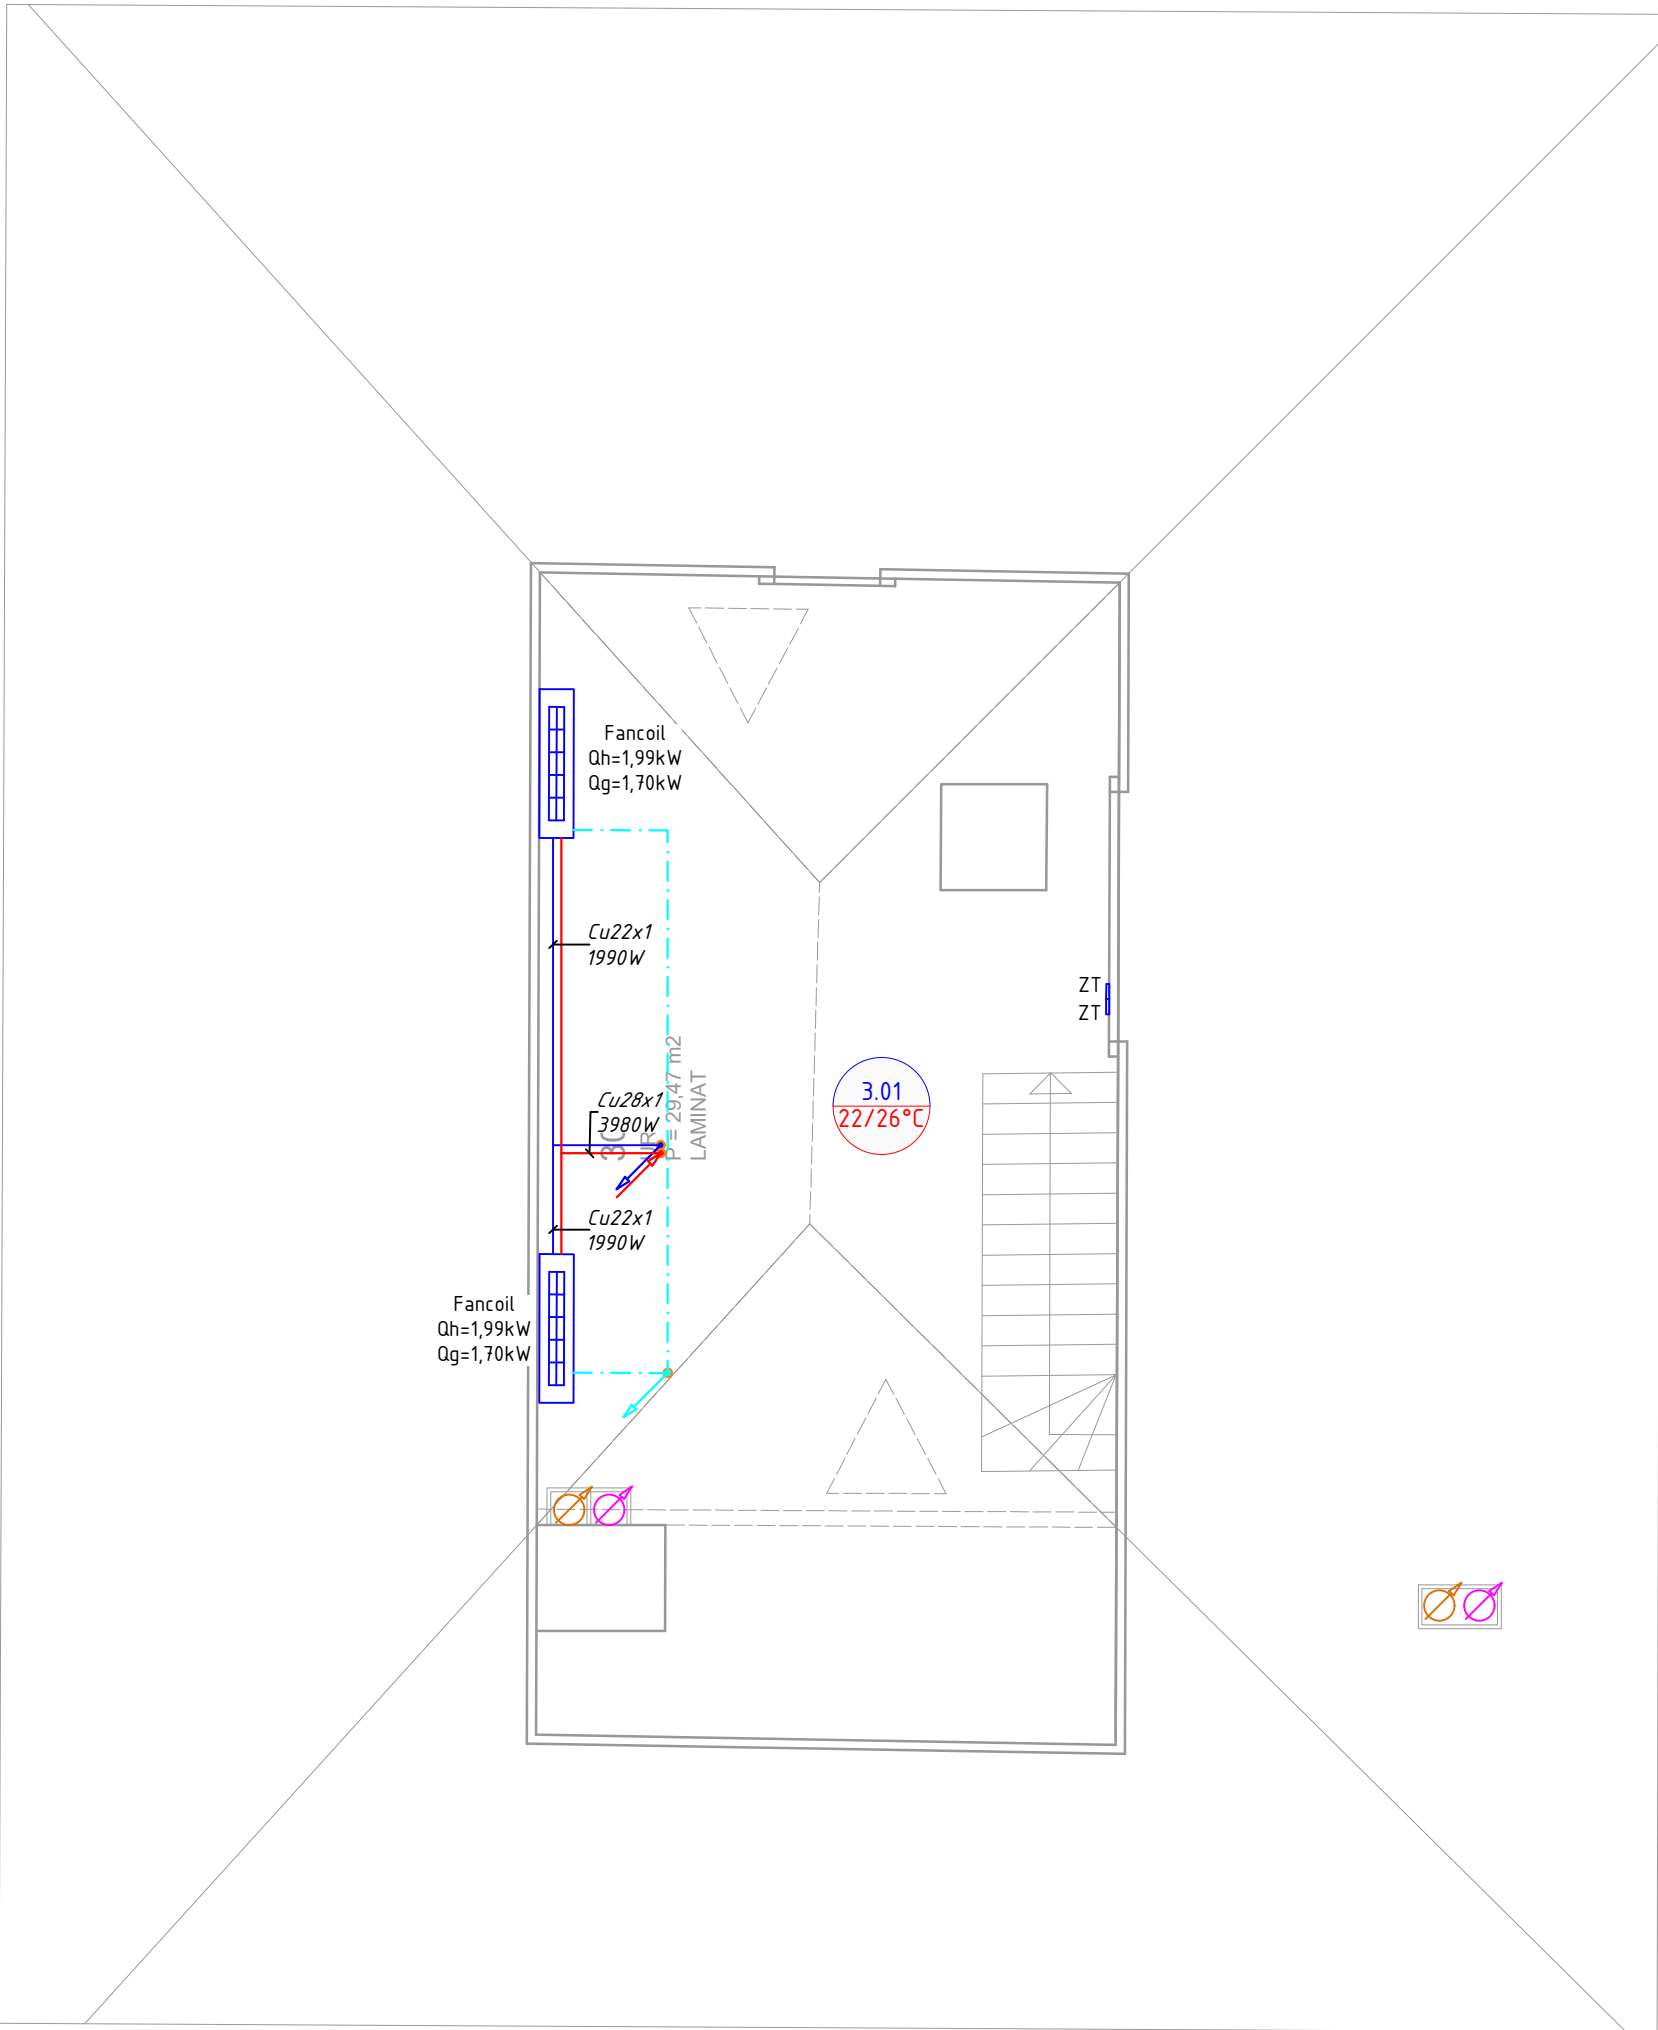 Fancoil
Qh=1,99kW
Qg=1,70kW
Cu22x1
1990W
ZT
ZT
P = 29,47 m2
LAMINAT
Cu28x1
3980W
3.01
22/26°C
Cu22x1
1990W
Fancoil
Qh=1,99kW
Qg=1,70kW